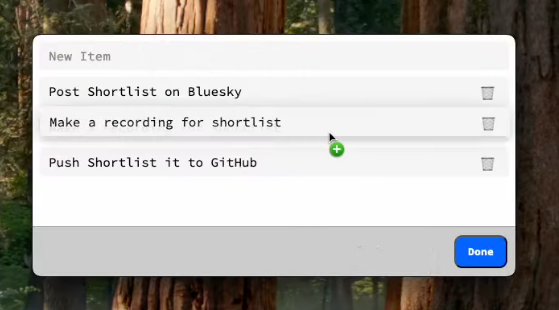 New Item
Post Shortlist on Bluesky
Make a recording for shortlist
Push Shortlist it to GitHub
Done